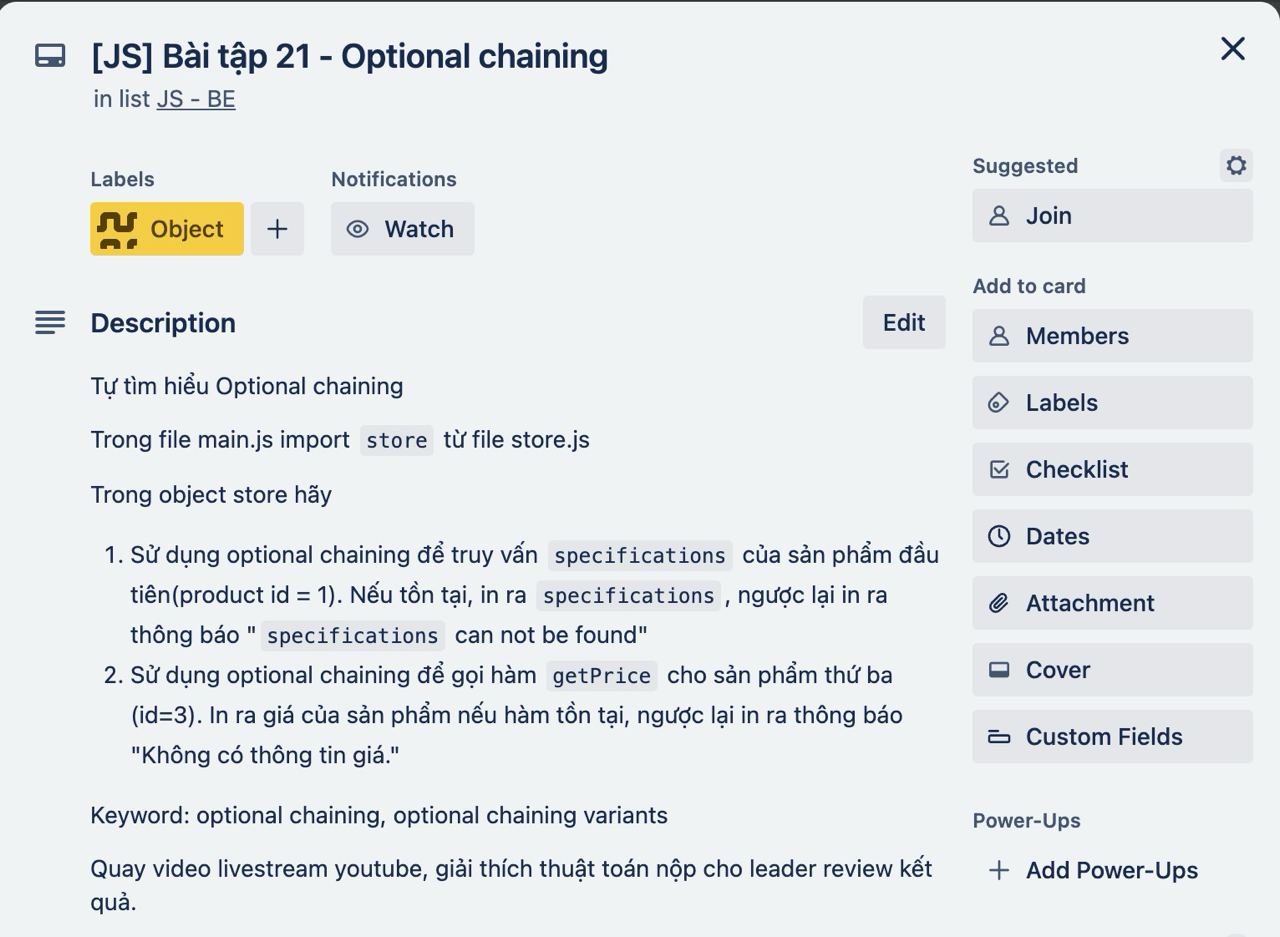 [JS] Bài tập 21 - Optional chaining
in list JS - BE
Labels
Notifications
Object
Watch
Description
Edit
Tự tìm hiểu Optional chaining
Trong file main.js import store từ file store.js
Trong object store hãy
1. Sử dụng optional chaining để truy vấn specifications của sản phẩm đầu
tiên(product id = 1). Nếu tồn tại, in ra specifications , ngược lại in ra
thông báo " specifications can not be found"
2. Sử dụng optional chaining để gọi hàm getPrice cho sản phẩm thứ ba
(id=3). In ra giá của sản phẩm nếu hàm tồn tại, ngược lại in ra thông báo
"Không có thông tin giá."
Keyword: optional chaining, optional chaining variants
Quay video livestream youtube, giải thích thuật toán nộp cho leader review kết
quả.
Suggested
Join
Add to card
Members
Labels
Checklist
Dates
Attachment
Cover
Custom Fields
Power-Ups
+ Add Power-Ups